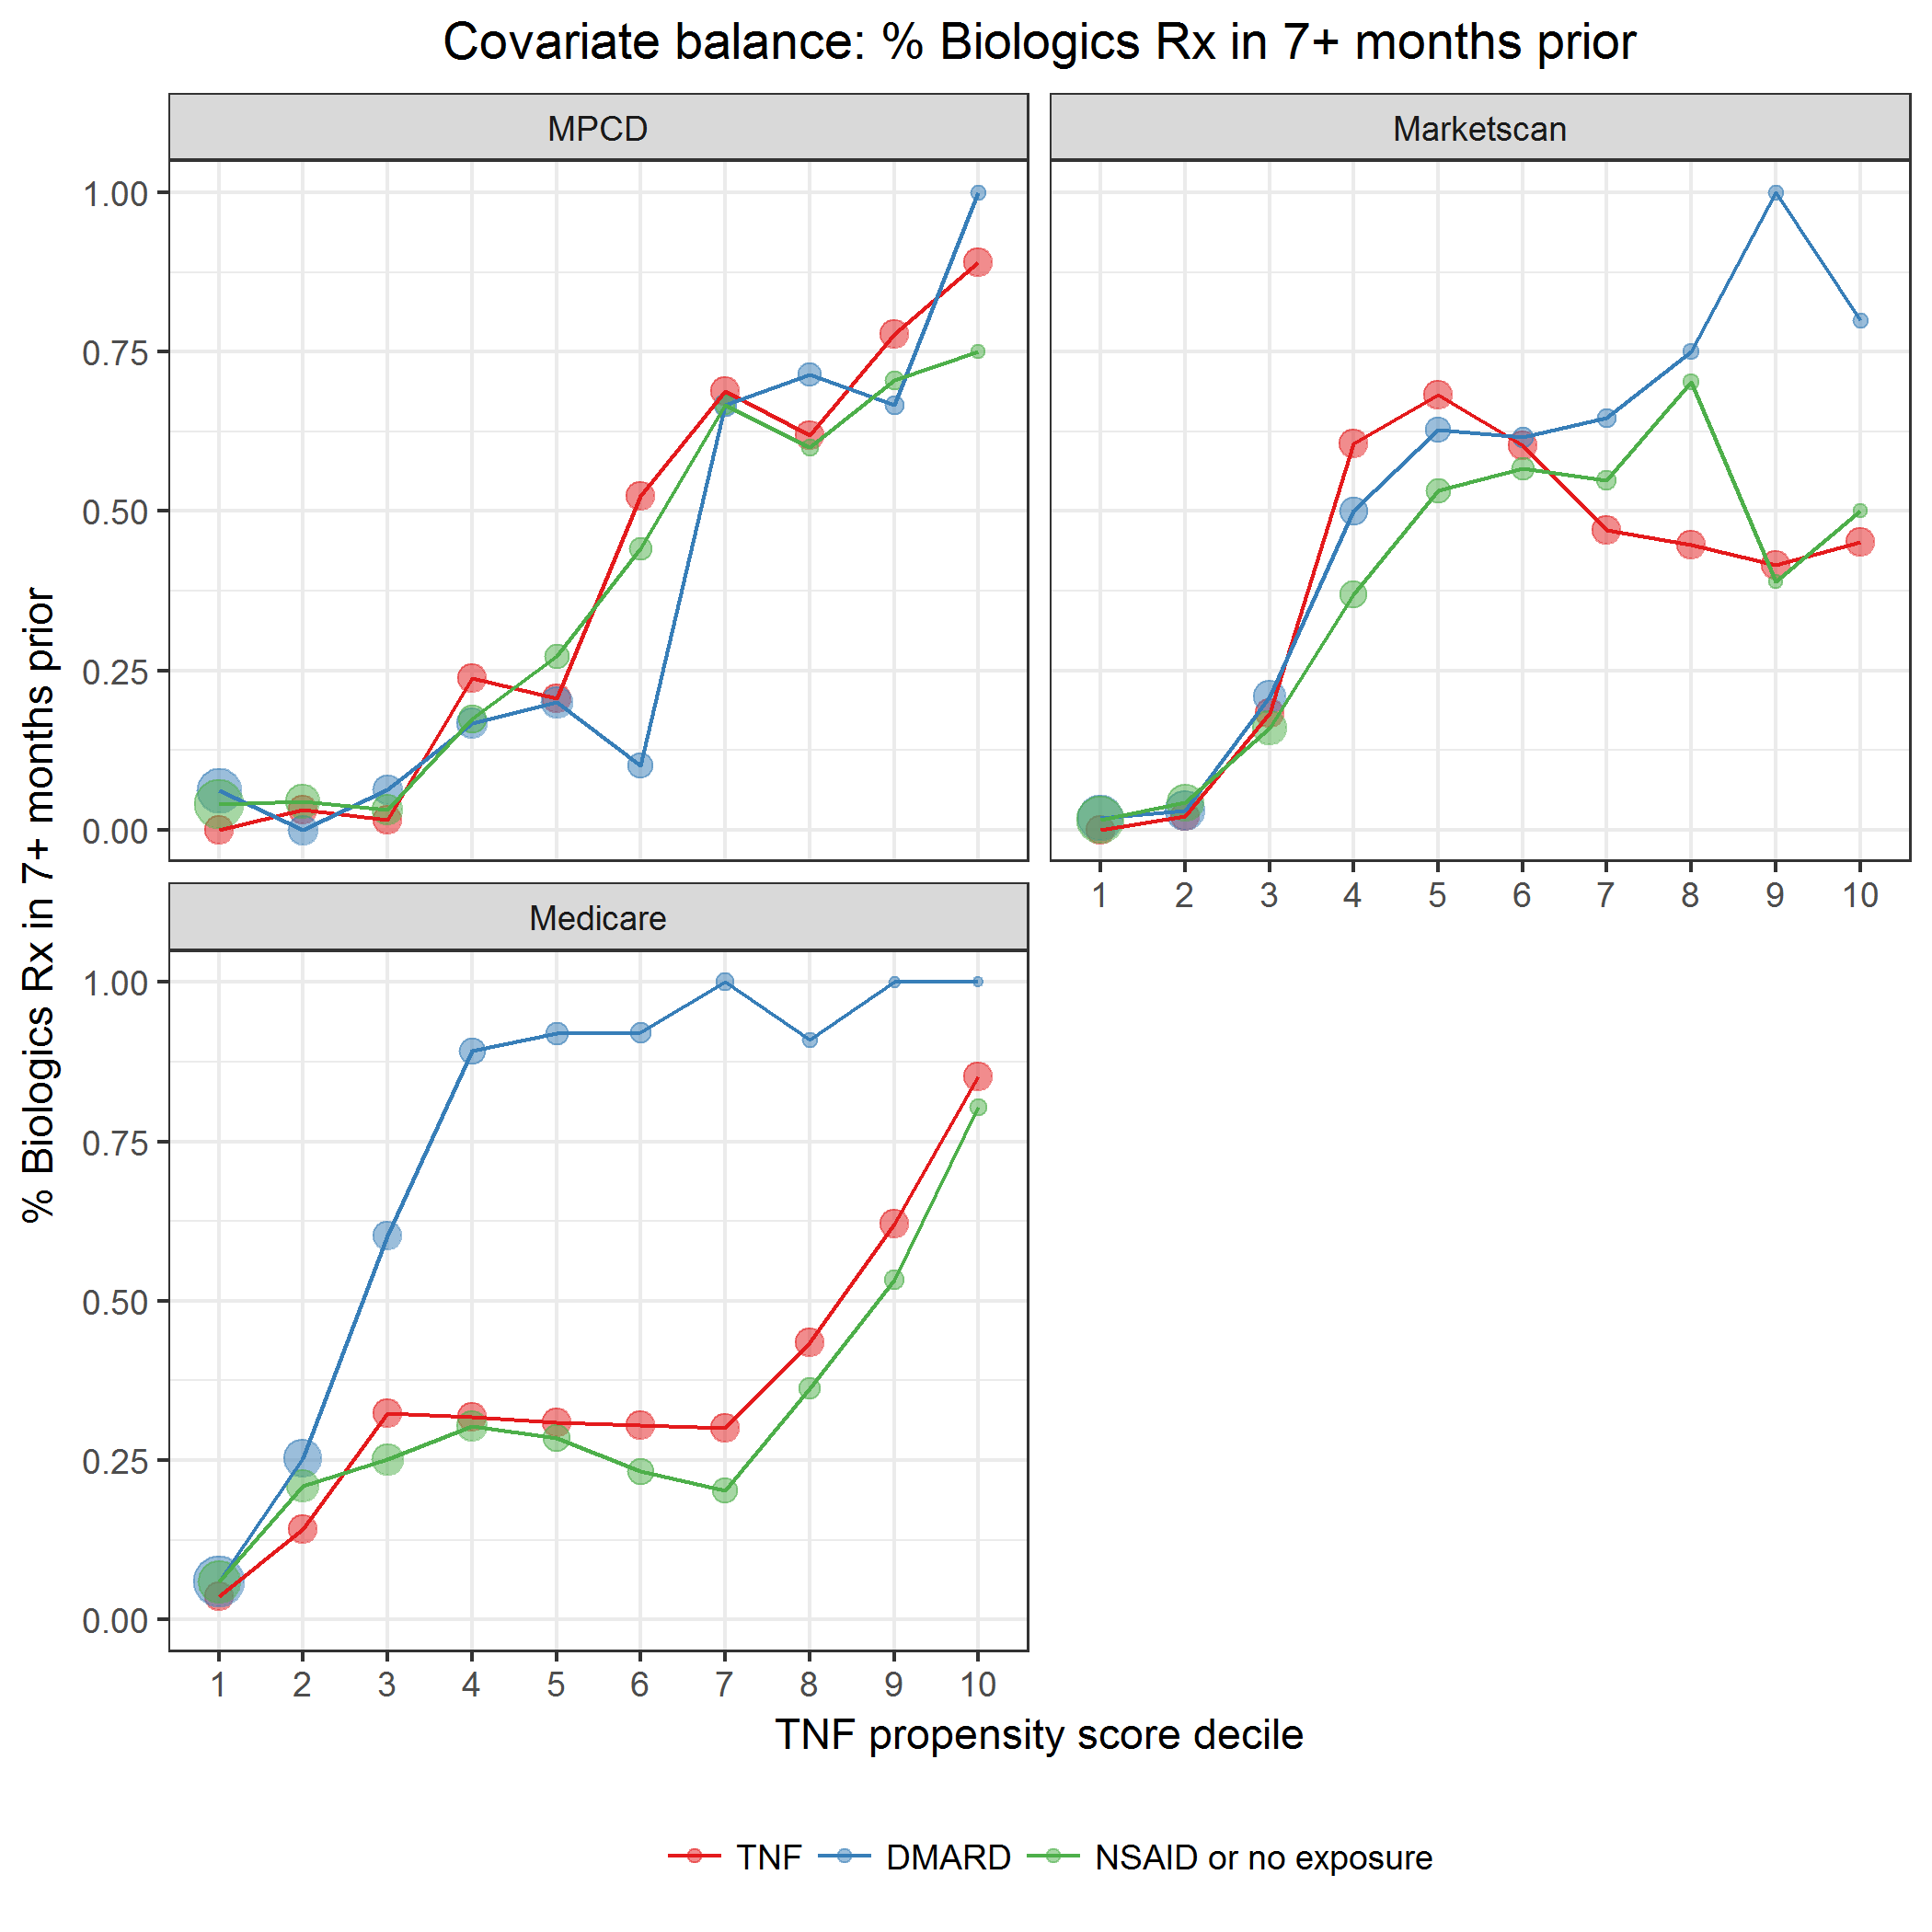 Covariate balance: % Biologics Rx in 7+ months prior
MPCD
Marketscan
1.00
0.75
0.50
0.25
0.00
1 2 3 4 5 6 7 8 9 10
Medicare
1.00
0.75
0.50
0.25
0.00
1 2 3 4 5 6 7 8 9 10
% Biologics Rx in 7+ months prior
TNF propensity score decile
TNF DMARD NSAID or no exposure